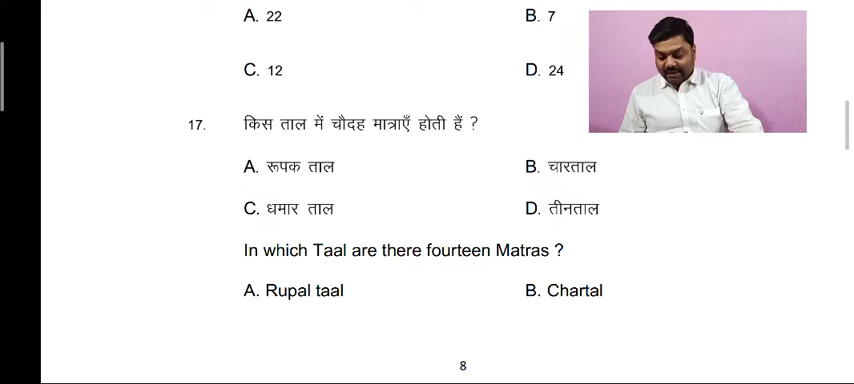 A. 22 B. 7
C. 12 D. 24
17. किस ताल में चौदह मात्राएँ होती हैं ?
A. रूपक ताल B. चारताल
C. धमार ताल D. तीनताल
In which Taal are there fourteen Matras ?
A. Rupal taal B. Chartal
8